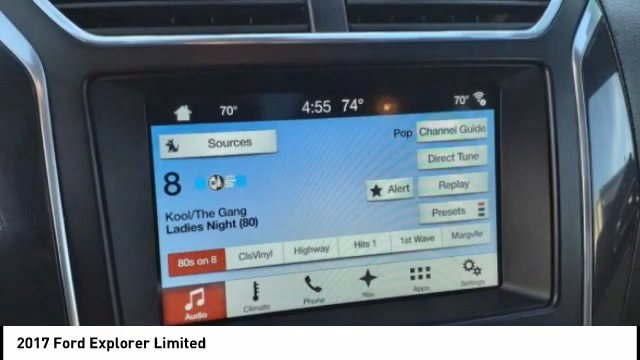 70° 4:55 74° 70°
Sources
Pop Channel Guide
Direct Tune
8
Alert Replay
Kool/The Gang
Presets
Ladies Night (80)
80s on 8 ClsVinyl Highway Hits 1 1st Wave Margvlle
Audio Climate Phone Nav Apps Settings
2017 Ford Explorer Limited